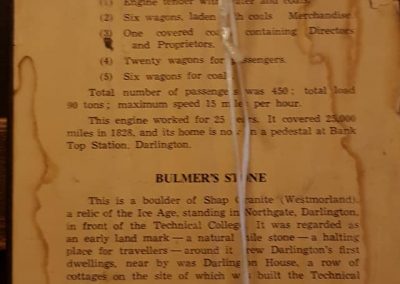 (1) Engine tender with water and coals.
(2) Six wagons, laden with coals Merchandise.
(3) One covered coach containing Directors
and Proprietors.
(4) Twenty wagons for passengers.
(5) Six wagons for coals.
Total number of passengers was 450; total load
90 tons; maximum speed 15 miles per hour.
This engine worked for 25 years. It covered 25,000
miles in 1828, and its home is now on a pedestal at Bank
Top Station, Darlington.
BULMER'S STONE
This is a boulder of Shap Granite (Westmorland),
a relic of the Ice Age, standing in Northgate, Darlington,
in front of the Technical College. It was regarded as
an early land mark — a natural mile stone — a halting
place for travellers — around it grew Darlington's first
dwellings, near by was Darlington House, a row of
cottages on the site of which was built the Technical